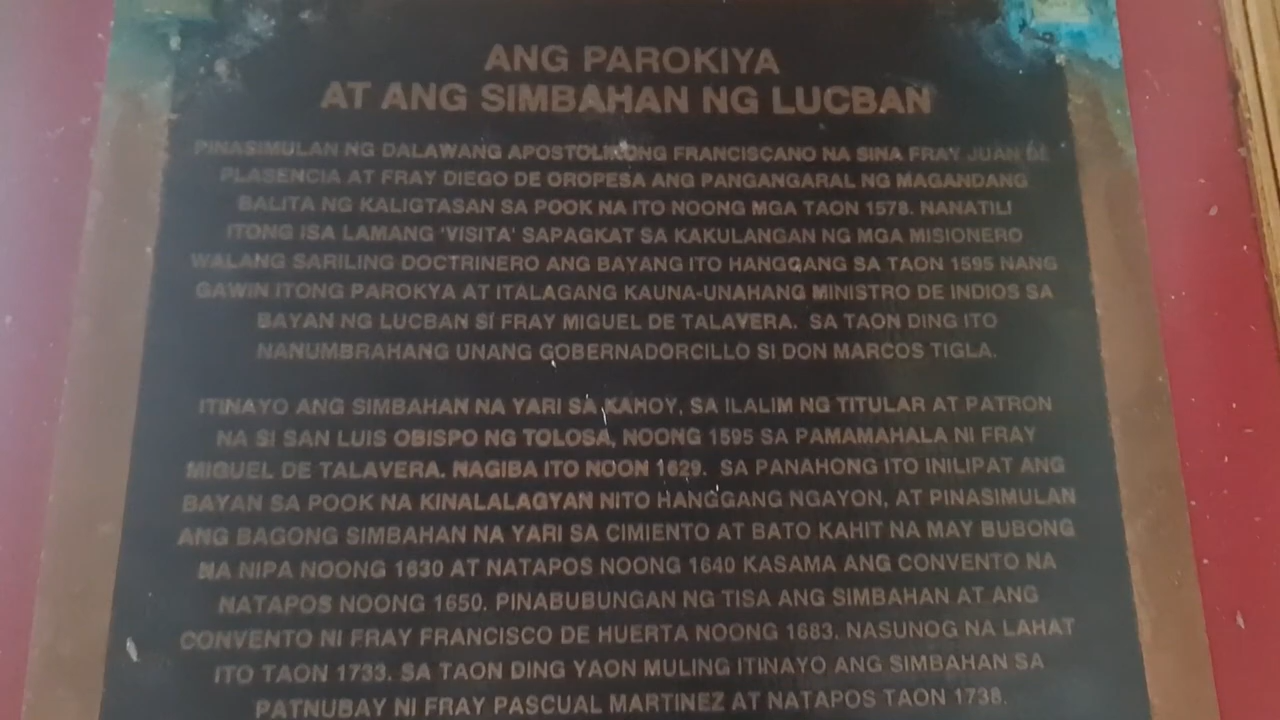 ANG PAROKIYA
AT ANG SIMBAHAN NG LUCBAN
PINASIMULAN NG DALAWANG APOSTOLIKONG FRANCISCANO NA SINA FRAY JUAN DE
PLASENCIA AT FRAY DIEGO DE OROPESA ANG PANGANGARAL NG MAGANDANG
BALITA NG KALIGTASAN SA POOK NA ITO NOONG MGA TAON 1578. NANATILI
ITONG ISA LAMANG 'VISITA' SAPAGKAT SA KAKULANGAN NG MGA MISIONERO
WALANG SARILING DOCTRINERO ANG BAYANG ITO HANGGANG SA TAON 1595 NANG
GAWIN ITONG PAROKYA AT ITALAGANG KAUNA-UNAHANG MINISTRO DE INDIOS SA
BAYAN NG LUCBAN SI FRAY MIGUEL DE TALAVERA. SA TAON DING ITO
NANUMBRAHANG UNANG GOBERNADORCILLO SI DON MARCOS TIGLA.
ITINAYO ANG SIMBAHAN NA YARI SA KAHOY, SA ILALIM NG TITULAR AT PATRON
NA SI SAN LUIS OBISPO NG TOLOSA, NOONG 1595 SA PAMAMAHALA NI FRAY
MIGUEL DE TALAVERA. NAGIBA ITO NOON 1629. SA PANAHONG ITO INILIPAT ANG
BAYAN SA POOK NA KINALALAGYAN NITO HANGGANG NGAYON, AT PINASIMULAN
ANG BAGONG SIMBAHAN NA YARI SA CIMIENTO AT BATO KAHIT NA MAY BUBONG
NA NIPA NOONG 1630 AT NATAPOS NOONG 1640 KASAMA ANG CONVENTO NA
NATAPOS NOONG 1650. PINABUBUNGAN NG TISA ANG SIMBAHAN AT ANG
CONVENTO NI FRAY FRANCISCO DE HUERTA NOONG 1683. NASUNOG NA LAHAT
ITO TAON 1733. SA TAON DING YAON MULING ITINAYO ANG SIMBAHAN SA
PATNUBAY NI FRAY PASCUAL MARTINEZ AT NATAPOS TAON 1738.